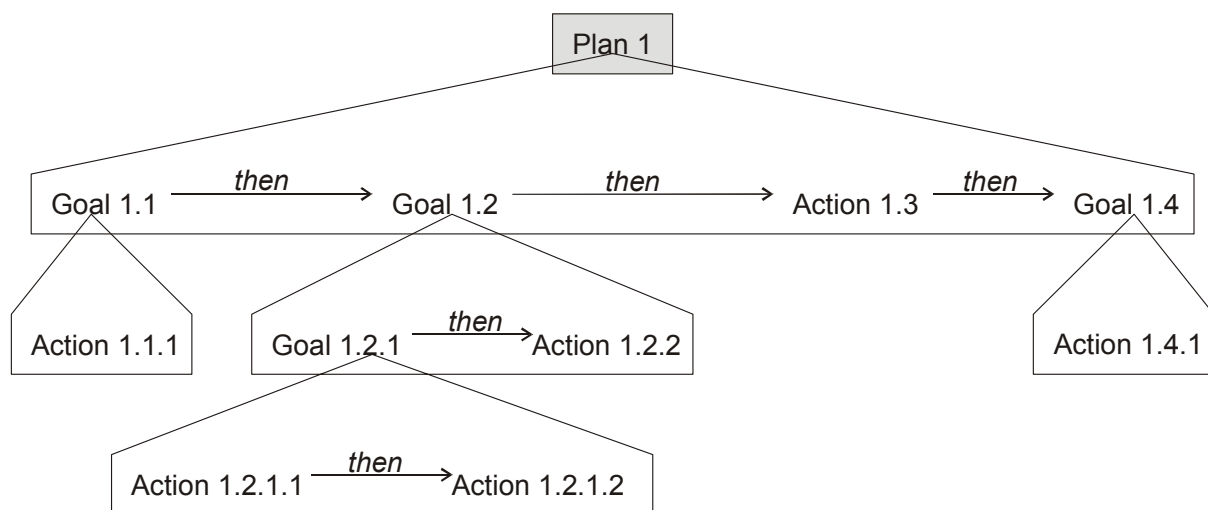 Plan 1
then then then
Goal 1.1 Goal 1.2 Action 1.3 Goal 1.4
then
Action 1.1.1 Goal 1.2.1 Action 1.2.2 Action 1.4.1
then
Action 1.2.1.1 Action 1.2.1.2